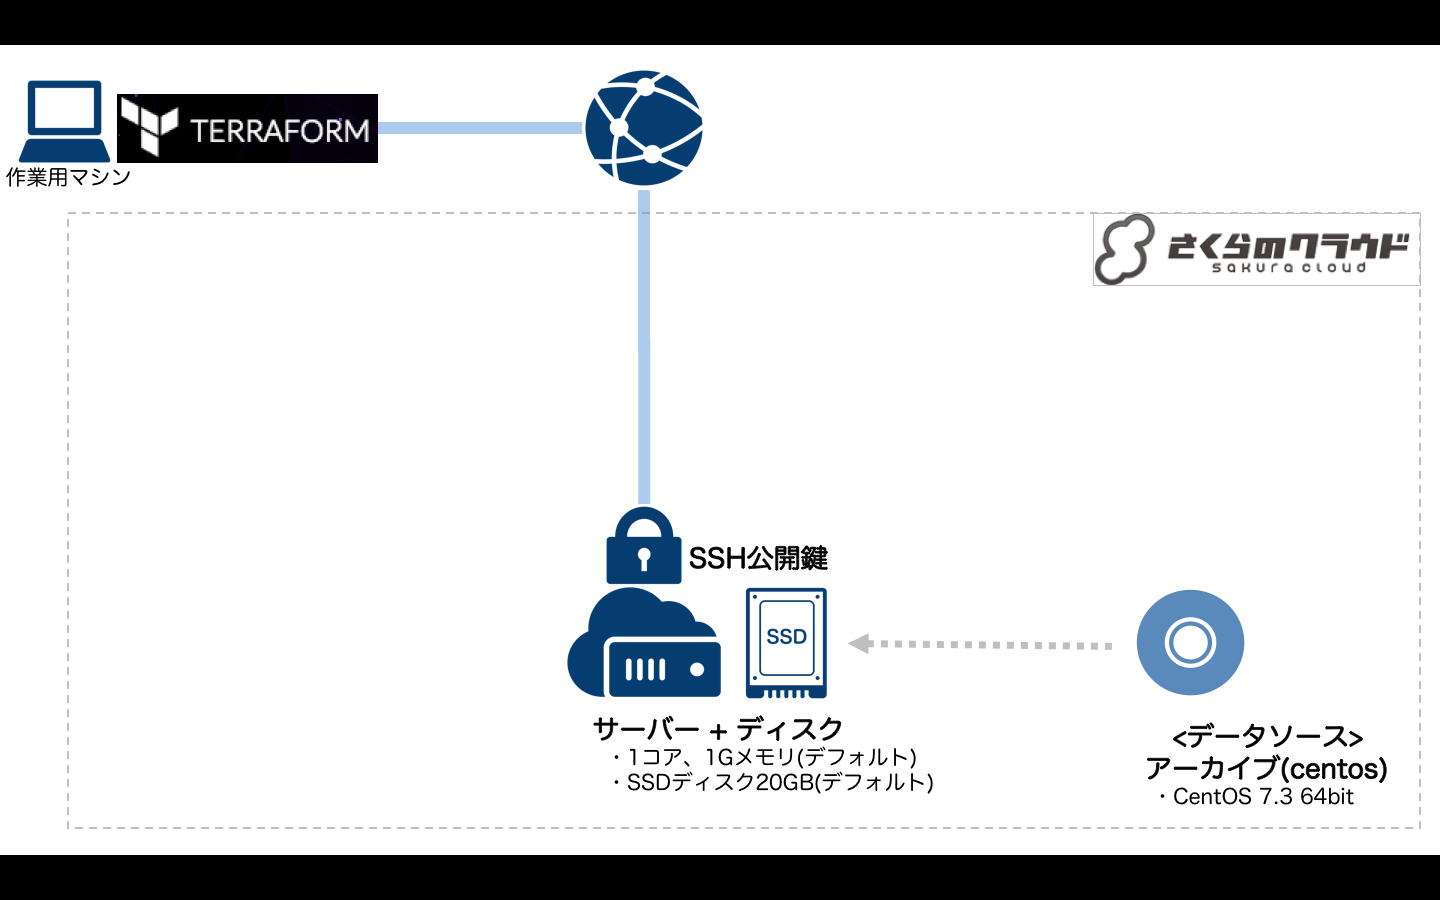 TERRAFORM
作業用マシン
さくらのクラウド
sakura cloud
SSH公開鍵
SSD
サーバー + ディスク
・1コア、1Gメモリ(デフォルト)
・SSDディスク20GB(デフォルト)
<データソース>
アーカイブ(centos)
・CentOS 7.3 64bit